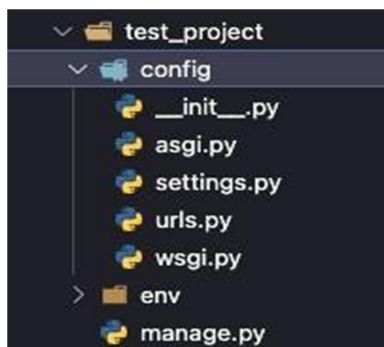 test_project
config
__init__.py
asgi.py
settings.py
urls.py
wsgi.py
env
manage.py